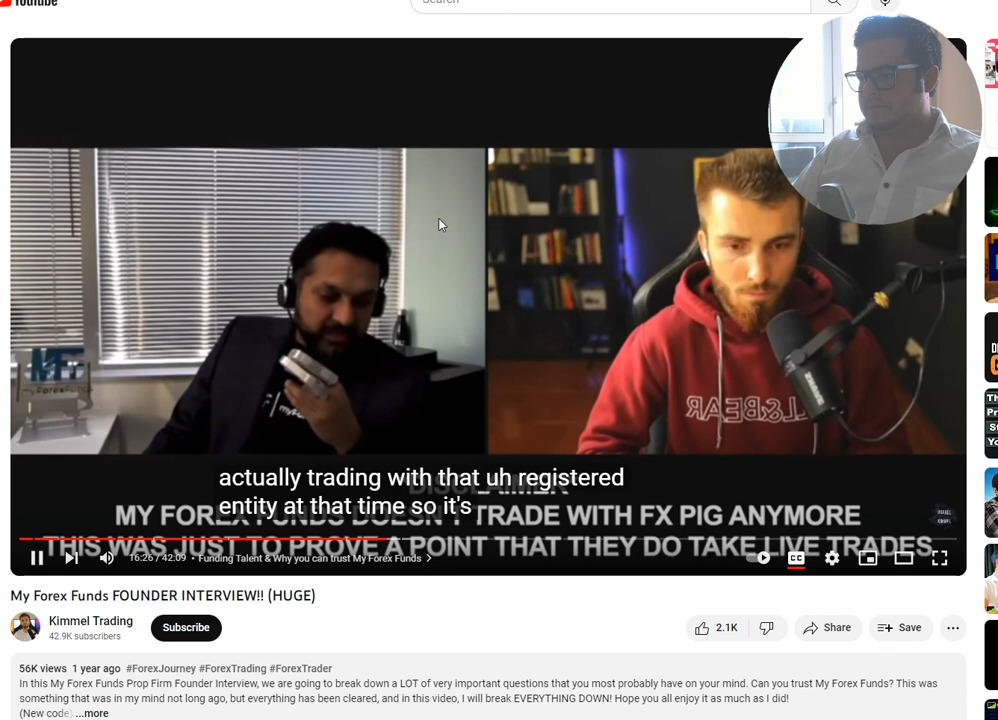 YouTube
Search
actually trading with that uh registered
entity at that time so it's
DISCLAIMER
MY FOREX FUNDS DOESN'T TRADE WITH FX PIG ANYMORE
THIS WAS JUST TO PROVE A POINT THAT THEY DO TAKE LIVE TRADES
16:26 / 42:09 • Funding Talent & Why you can trust My Forex Funds
CC
My Forex Funds FOUNDER INTERVIEW!! (HUGE)
Kimmel Trading
42.9K subscribers
Subscribe
2.1K
Share
Save
56K views 1 year ago #ForexJourney #ForexTrading #ForexTrader
In this My Forex Funds Prop Firm Founder Interview, we are going to break down a LOT of very important questions that you most probably have on your mind. Can you trust My Forex Funds? This was
something that was in my mind not long ago, but everything has been cleared, and in this video, I will break EVERYTHING DOWN! Hope you all enjoy it as much as I did!
(New code) ...more